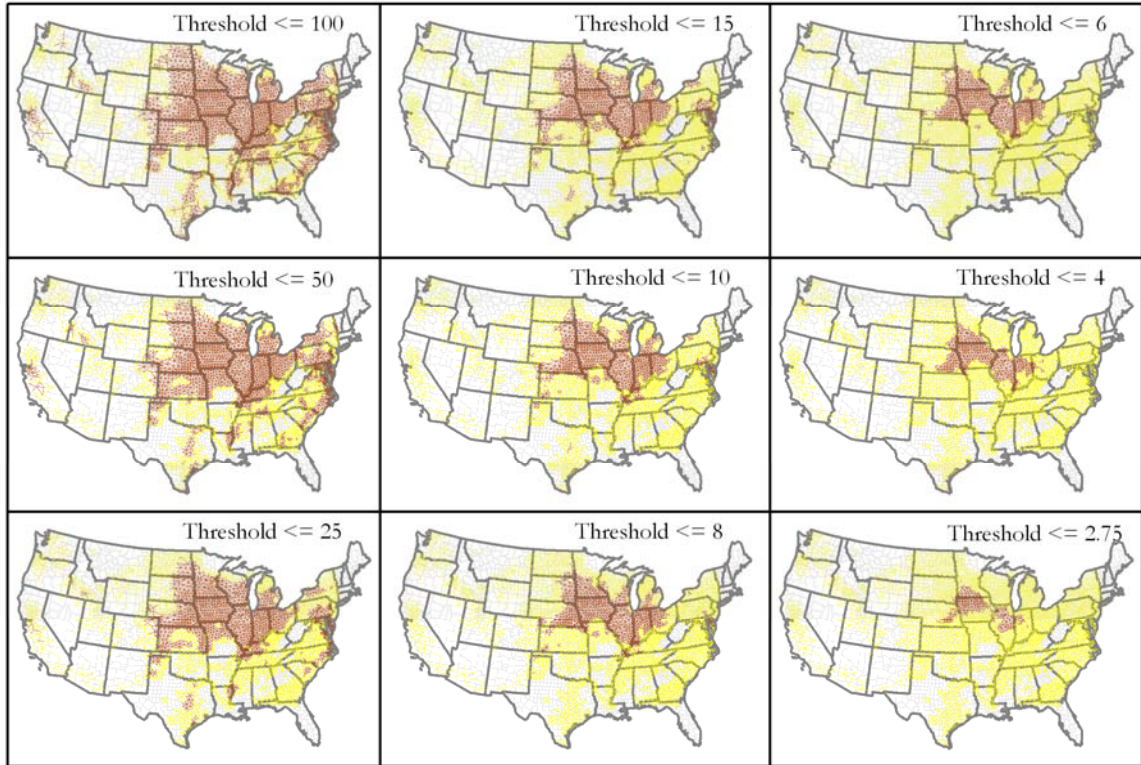 Threshold <= 100
Threshold <= 15
Threshold <= 6
Threshold <= 50
Threshold <= 10
Threshold <= 4
Threshold <= 25
Threshold <= 8
Threshold <= 2.75